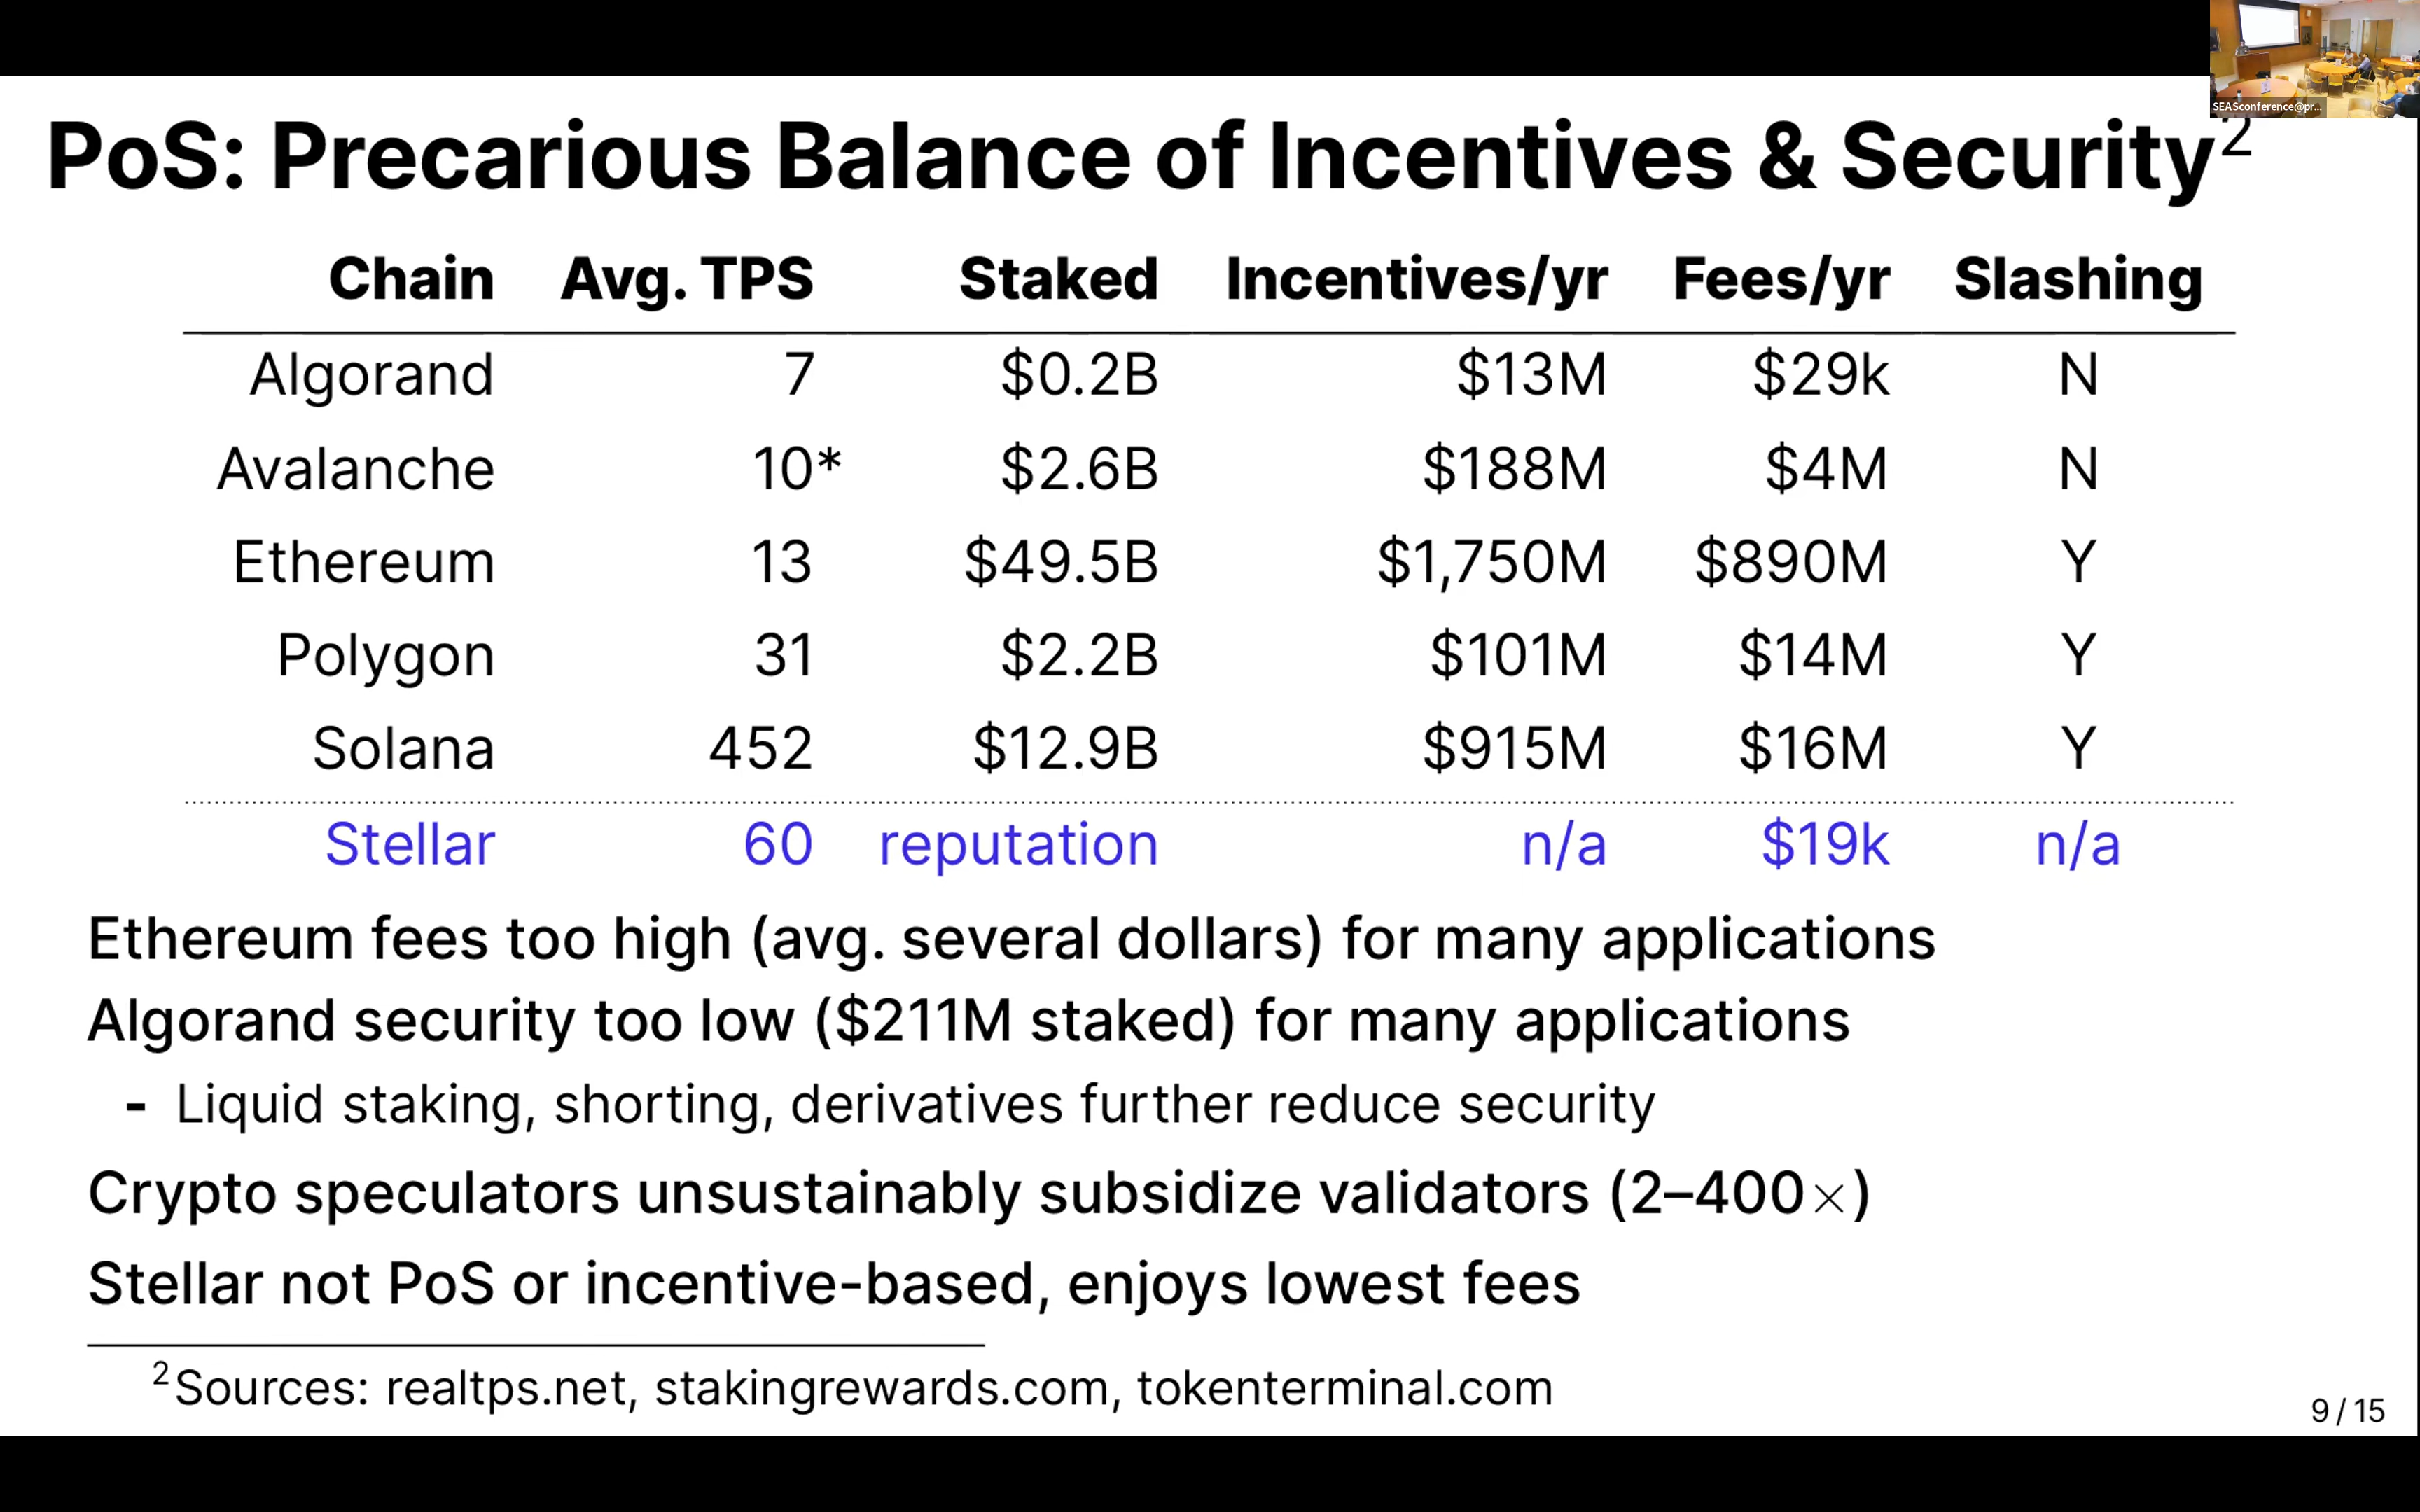 SEASconference@pr...
PoS: Precarious Balance of Incentives & Security2
Chain Avg. TPS Staked Incentives/yr Fees/yr Slashing
Algorand 7 $0.2B $13M $29k N
Avalanche 10* $2.6B $188M $4M N
Ethereum 13 $49.5B $1,750M $890M Y
Polygon 31 $2.2B $101M $14M Y
Solana 452 $12.9B $915M $16M Y
Stellar 60 reputation n/a $19k n/a
Ethereum fees too high (avg. several dollars) for many applications
Algorand security too low ($211M staked) for many applications
- Liquid staking, shorting, derivatives further reduce security
Crypto speculators unsustainably subsidize validators (2–400×)
Stellar not PoS or incentive-based, enjoys lowest fees
2Sources: realtps.net, stakingrewards.com, tokenterminal.com
9 / 15